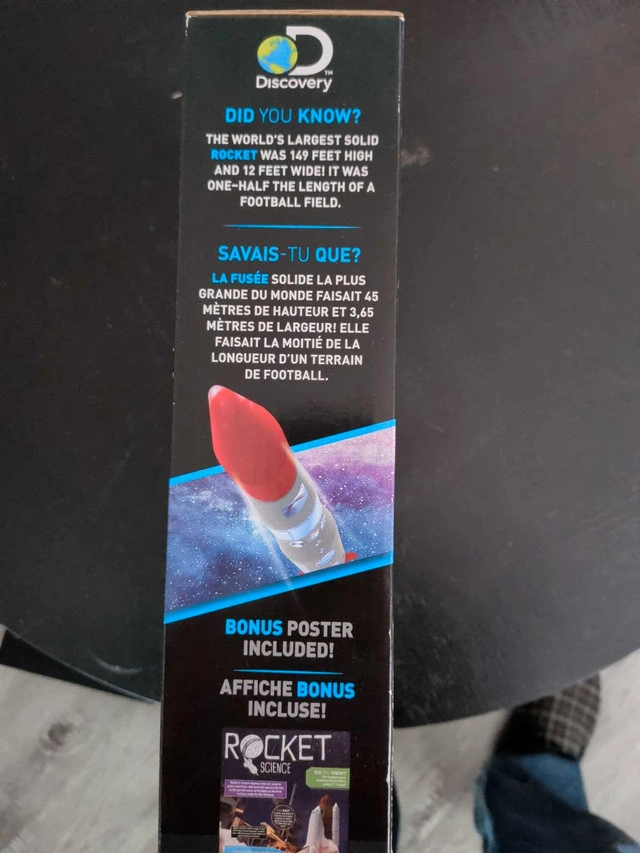 Discovery™
DID YOU KNOW?
THE WORLD'S LARGEST SOLID
ROCKET WAS 149 FEET HIGH
AND 12 FEET WIDE! IT WAS
ONE-HALF THE LENGTH OF A
FOOTBALL FIELD.
SAVAIS-TU QUE?
LA FUSÉE SOLIDE LA PLUS
GRANDE DU MONDE FAISAIT 45
MÈTRES DE HAUTEUR ET 3,65
MÈTRES DE LARGEUR! ELLE
FAISAIT LA MOITIÉ DE LA
LONGUEUR D'UN TERRAIN
DE FOOTBALL.
BONUS POSTER
INCLUDED!
AFFICHE BONUS
INCLUSE!
ROCKET
SCIENCE